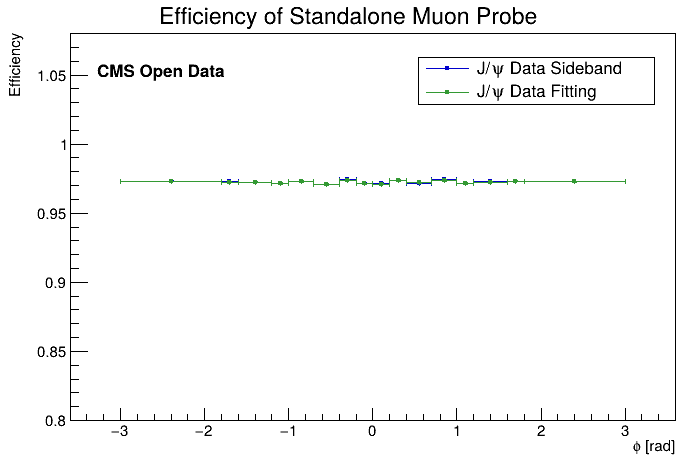 Efficiency of Standalone Muon Probe
Efficiency
CMS Open Data
J/ψ Data Sideband
J/ψ Data Fitting
1.05
1
0.95
0.9
0.85
0.8
−3 −2 −1 0 1 2 3
ϕ [rad]